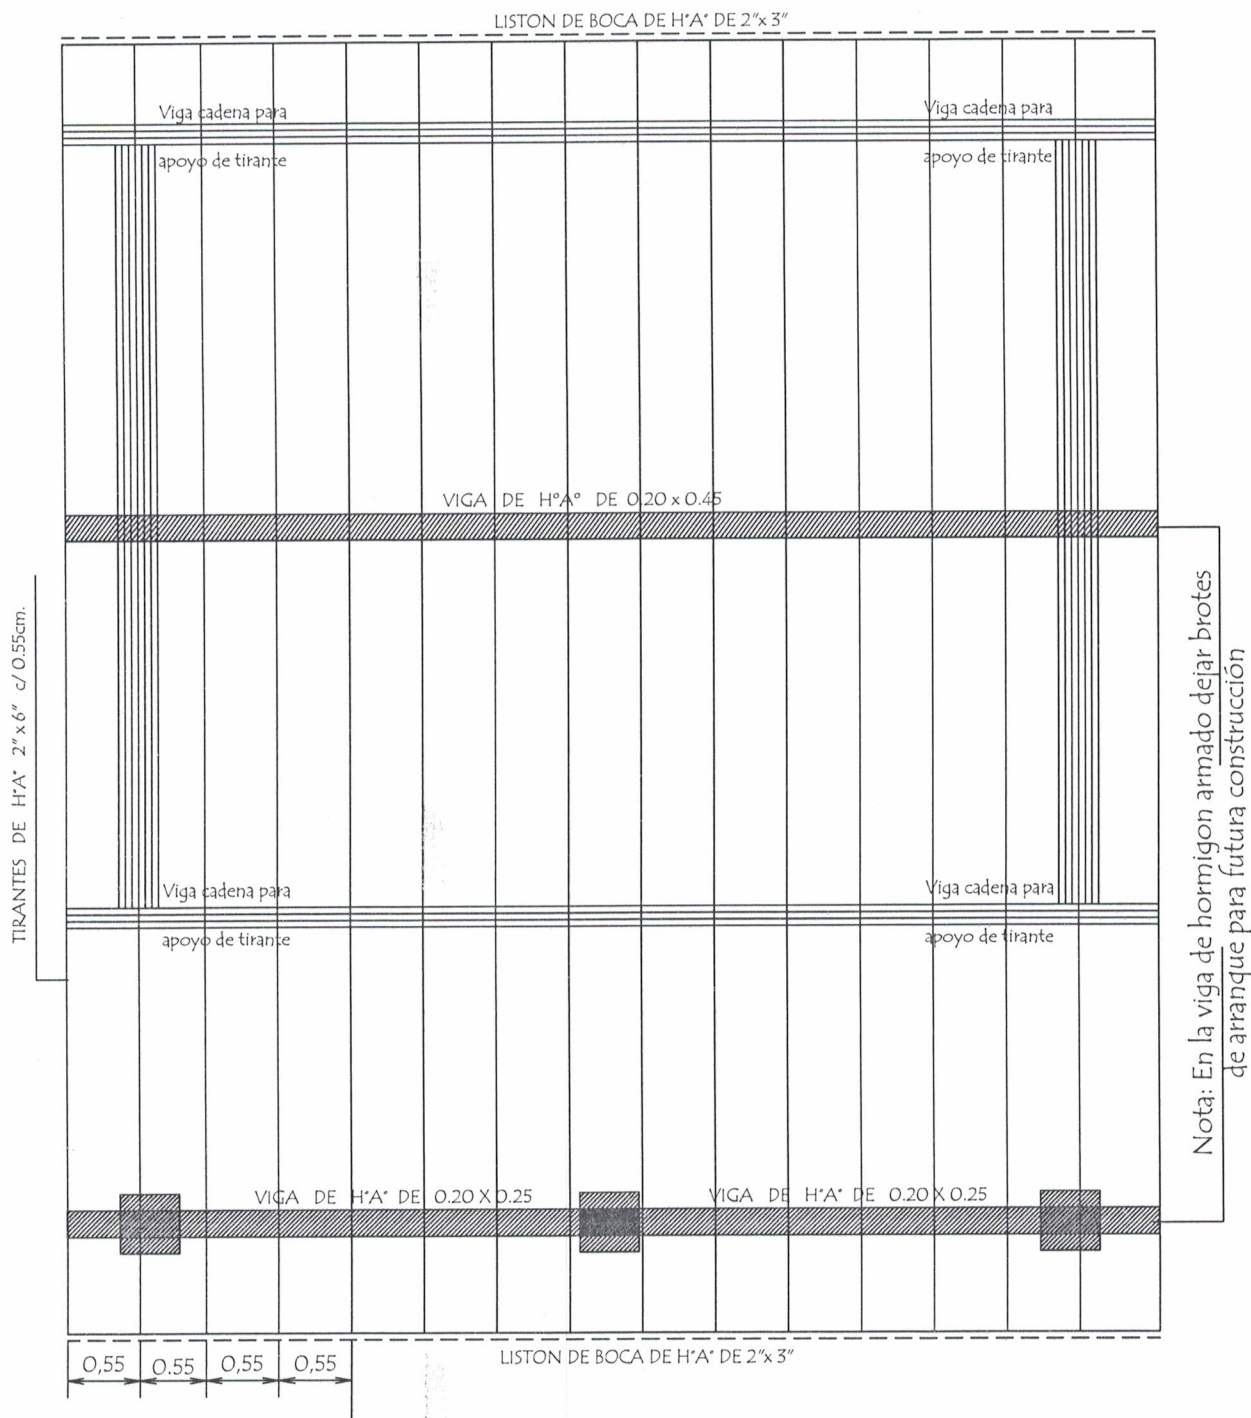 LISTON DE BOCA DE H°A° DE 2"x 3"
Viga cadena para
apoyo de tirante
Viga cadena para
apoyo de tirante
VIGA DE H°A° DE 0.20 x 0.45
TIRANTES DE H°A° 2" x 6" c/ 0.55cm.
Nota: En la viga de hormigon armado dejar brotes
de arranque para futura construcción
Viga cadena para
apoyo de tirante
Viga cadena para
apoyo de tirante
VIGA DE H°A° DE 0.20 X 0.25
VIGA DE H°A° DE 0.20 X 0.25
LISTON DE BOCA DE H°A° DE 2"x 3"
0,55 0.55 0,55 0,55